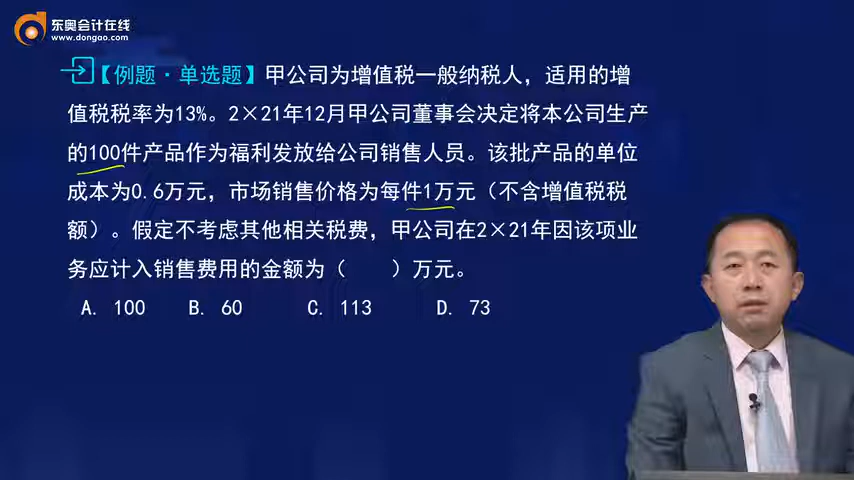 东奥会计在线
www.dongao.com
【例题·单选题】甲公司为增值税一般纳税人，适用的增
值税税率为13%。2×21年12月甲公司董事会决定将本公司生产
的100件产品作为福利发放给公司销售人员。该批产品的单位
成本为0.6万元，市场销售价格为每件1万元（不含增值税税
额）。假定不考虑其他相关税费，甲公司在2×21年因该项业
务应计入销售费用的金额为（　　）万元。
A. 100　B. 60　C. 113　D. 73